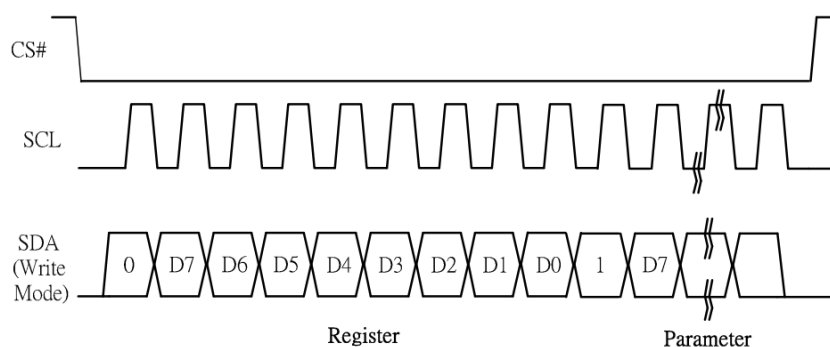 CS#
SCL
SDA
(Write
Mode)
0 D7 D6 D5 D4 D3 D2 D1 D0 1 D7
Register
Parameter